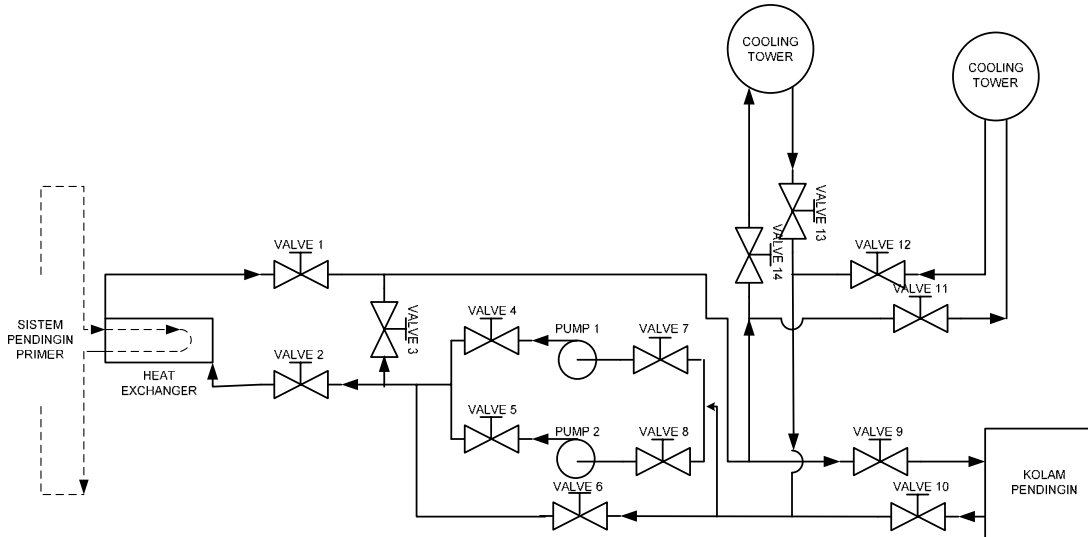 COOLING
TOWER
COOLING
TOWER
VALVE 13
VALVE 14
VALVE 12
VALVE 11
VALVE 1
VALVE 3
VALVE 4
PUMP 1
VALVE 7
SISTEM
PENDINGIN
PRIMER
VALVE 2
HEAT
EXCHANGER
VALVE 5
PUMP 2
VALVE 8
VALVE 9
VALVE 6
VALVE 10
KOLAM
PENDINGIN